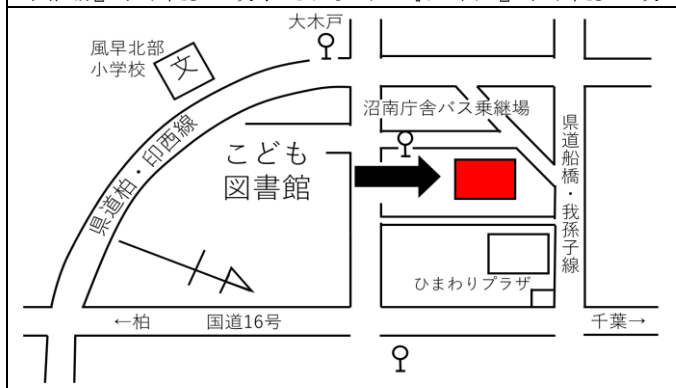 大木戸
風早北部
小学校
文
沼南庁舎バス乗継場
県道柏・印西線
こども
図書館
県道船橋・我孫子線
ひまわりプラザ
←柏
国道16号
千葉→